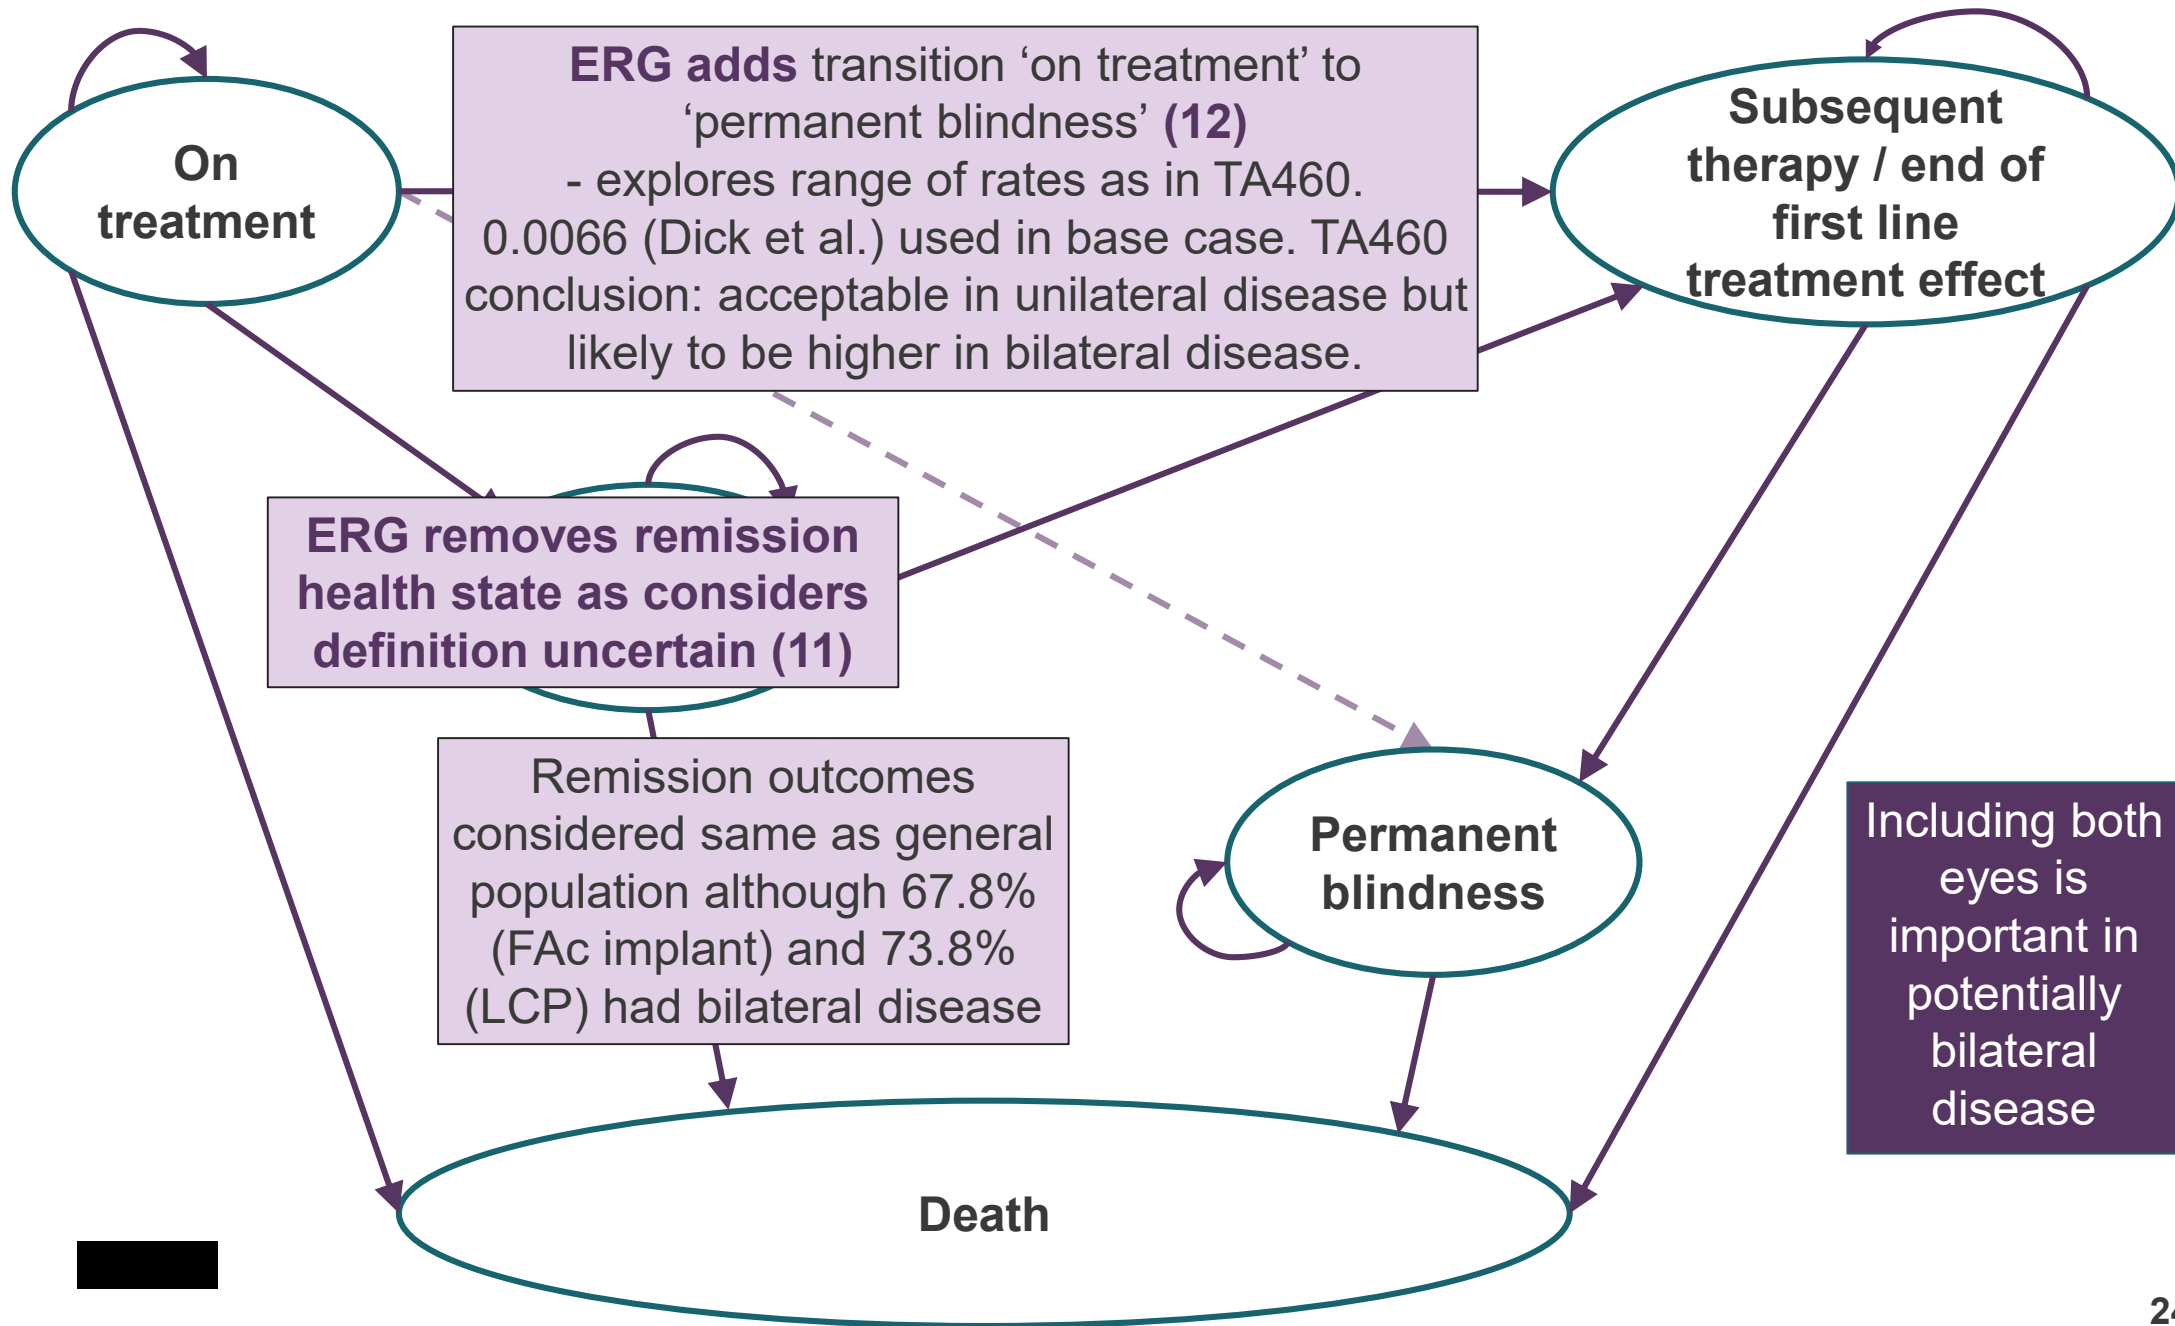 On
treatment
ERG adds transition ‘on treatment’ to
‘permanent blindness’ (12)
- explores range of rates as in TA460.
0.0066 (Dick et al.) used in base case. TA460
conclusion: acceptable in unilateral disease but
likely to be higher in bilateral disease.
Subsequent
therapy / end of
first line
treatment effect
ERG removes remission
health state as considers
definition uncertain (11)
Remission outcomes
considered same as general
population although 67.8%
(FAc implant) and 73.8%
(LCP) had bilateral disease
Permanent
blindness
Including both
eyes is
important in
potentially
bilateral
disease
Death
24